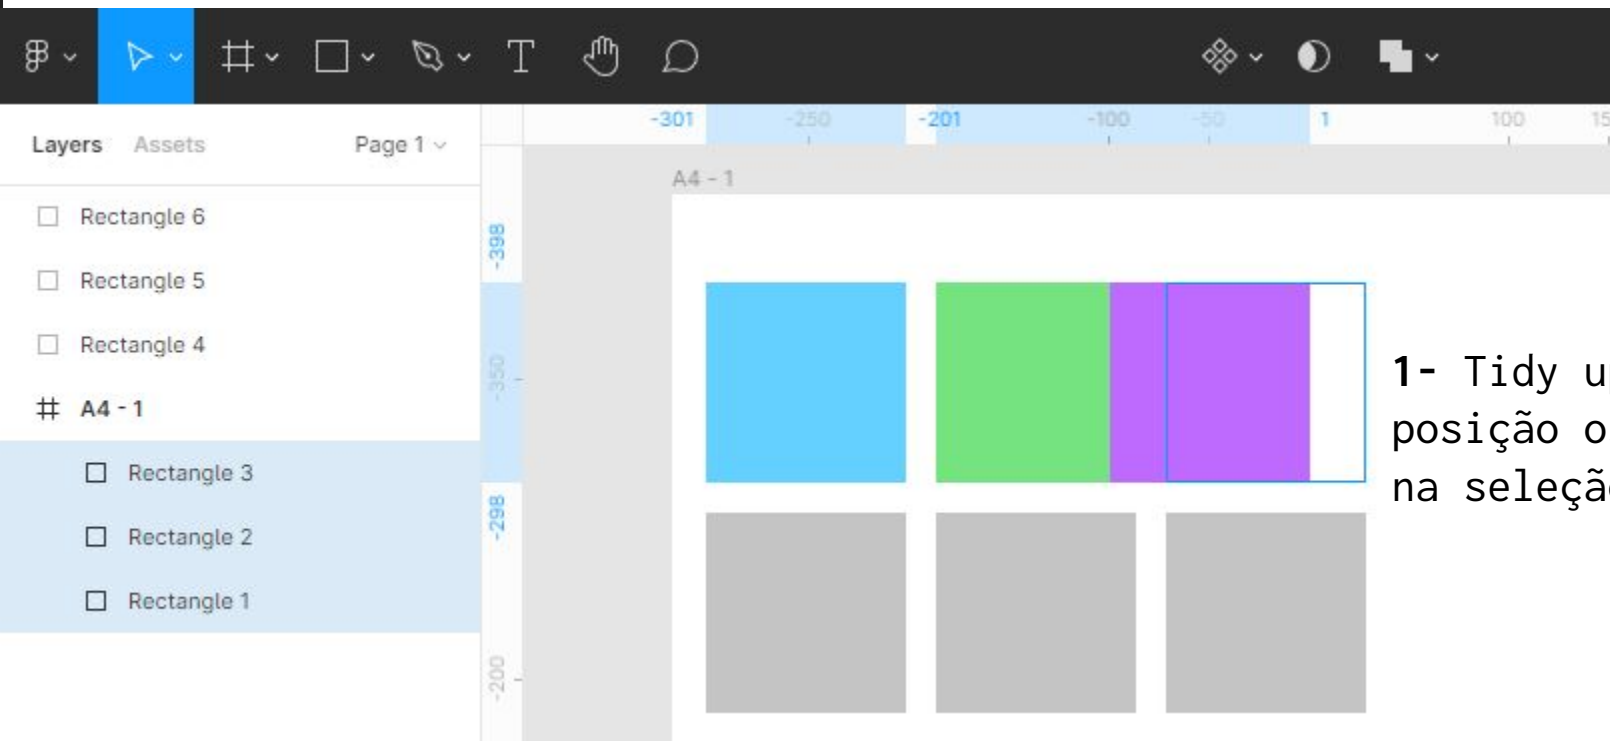 -301 -250 -201 -100 -50 1 100 15
Layers Assets Page 1
A4 - 1
Rectangle 6
-398
Rectangle 5
Rectangle 4
-350
1- Tidy u
A4 - 1
posição o
Rectangle 3
na seleçã
-298
Rectangle 2
Rectangle 1
-200